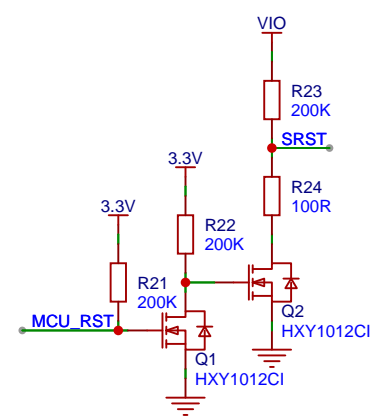 VIO
R23
200K
SRST
R24
100R
3.3V
R22
200K
3.3V
R21
200K
MCU_RST
Q2
HXY1012CI
Q1
HXY1012CI